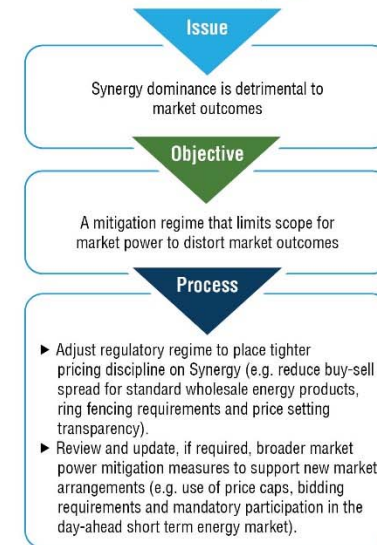 Issue
Synergy dominance is detrimental to
market outcomes
Objective
A mitigation regime that limits scope for
market power to distort market outcomes
Process
▶ Adjust regulatory regime to place tighter
pricing discipline on Synergy (e.g. reduce buy-sell
spread for standard wholesale energy products,
ring fencing requirements and price setting
transparency).
▶ Review and update, if required, broader market
power mitigation measures to support new market
arrangements (e.g. use of price caps, bidding
requirements and mandatory participation in the
day-ahead short term energy market).